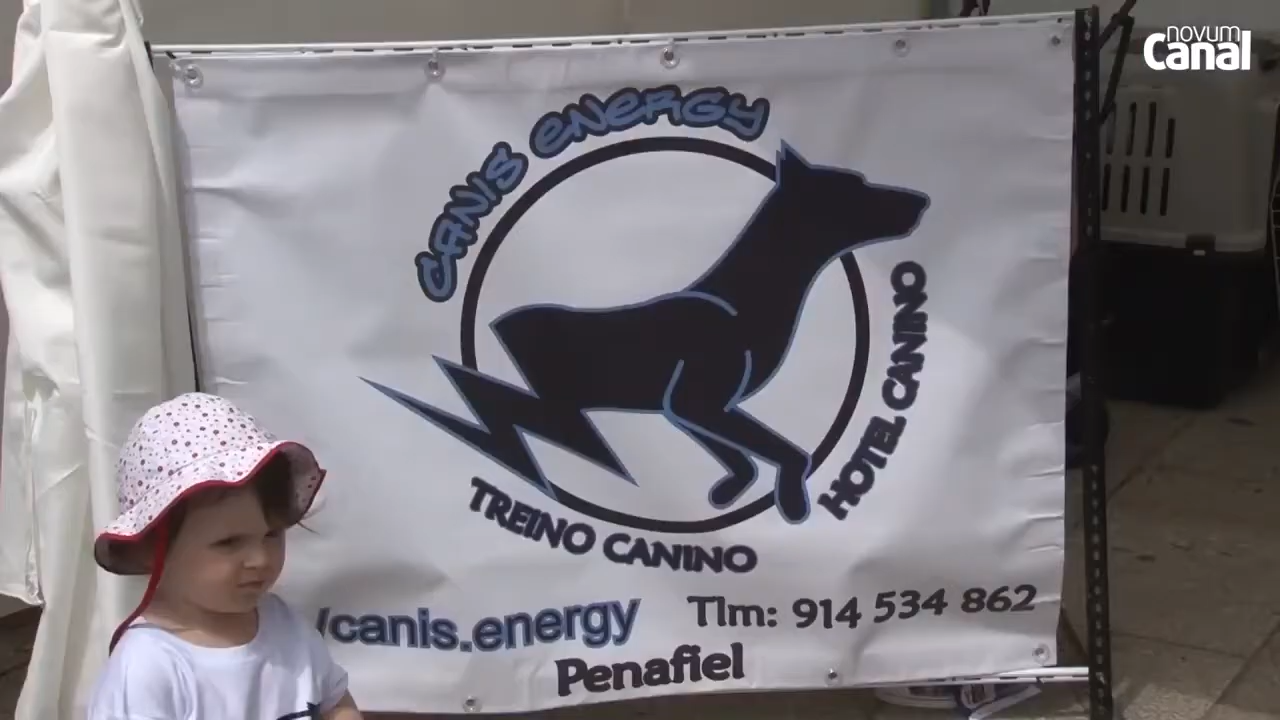 novum
Canal
CANIS ENERGY
HOTEL CANINO
TREINO CANINO
/canis.energy
Tlm: 914 534 862
Penafiel